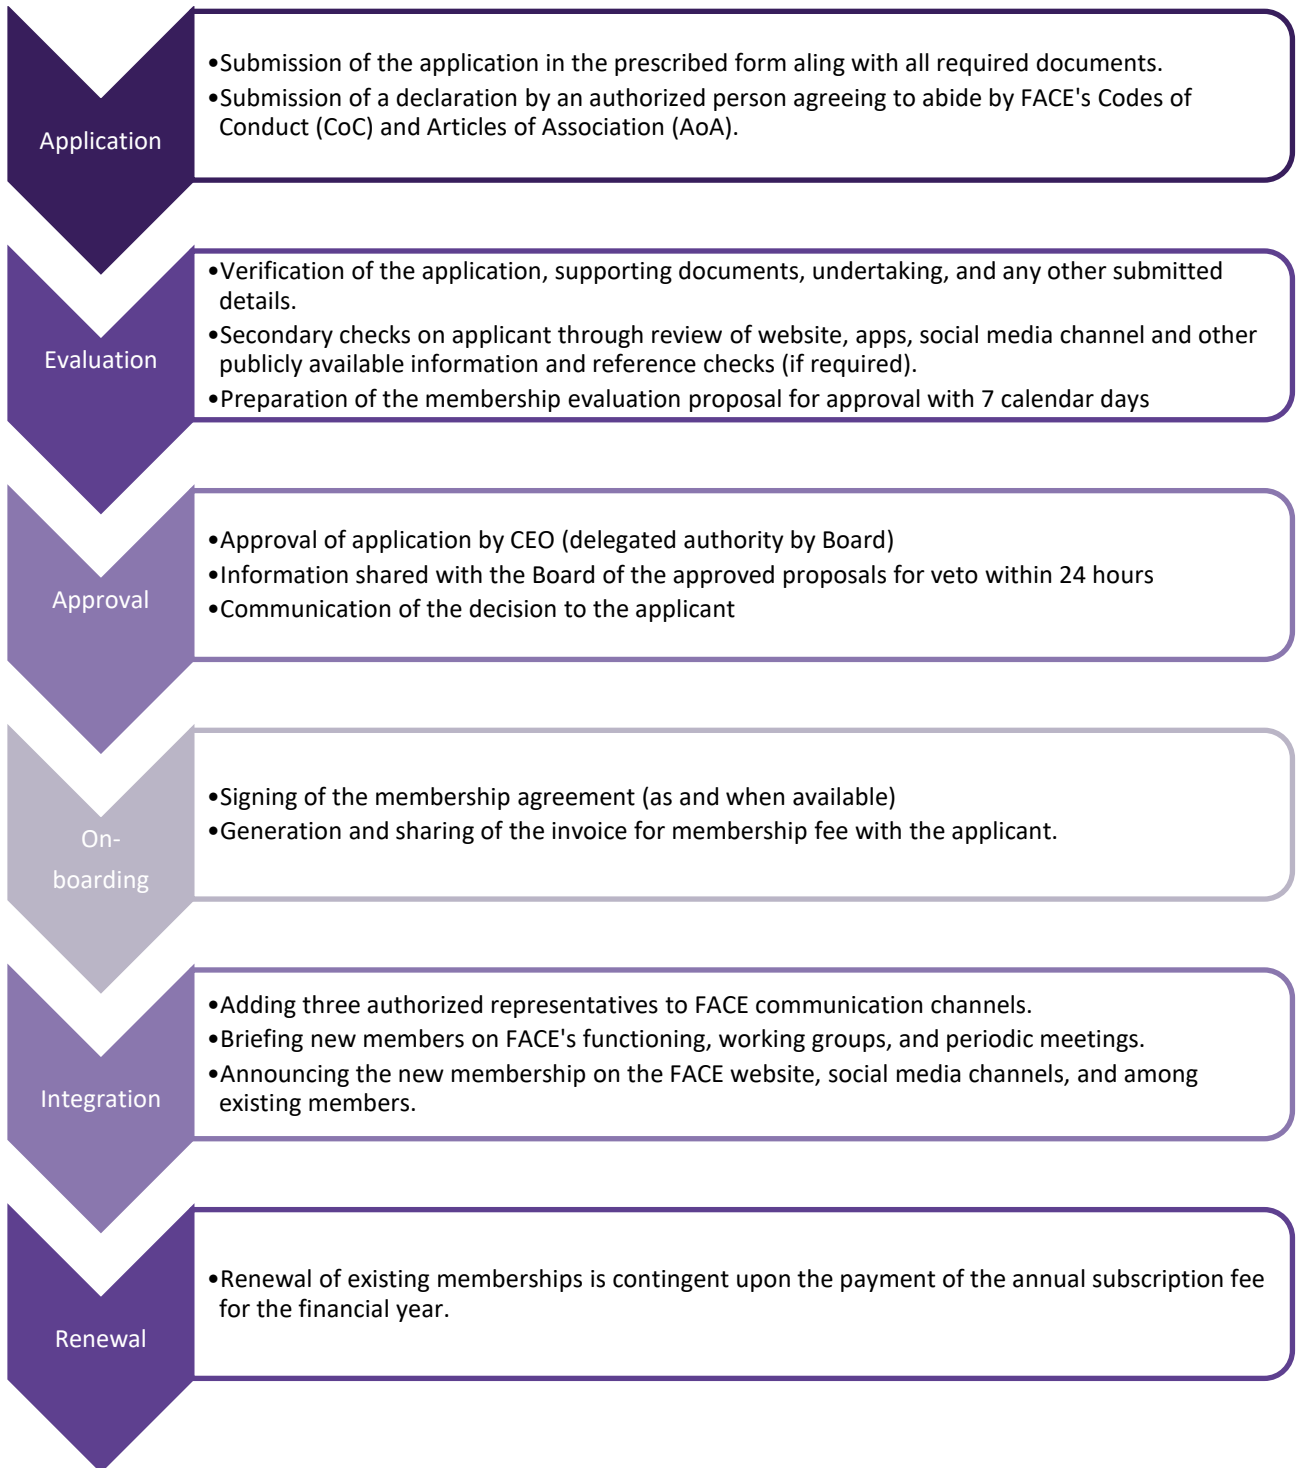 Application
•Submission of the application in the prescribed form aling with all required documents.
•Submission of a declaration by an authorized person agreeing to abide by FACE's Codes of
Conduct (CoC) and Articles of Association (AoA).
Evaluation
•Verification of the application, supporting documents, undertaking, and any other submitted
details.
•Secondary checks on applicant through review of website, apps, social media channel and other
publicly available information and reference checks (if required).
•Preparation of the membership evaluation proposal for approval with 7 calendar days
Approval
•Approval of application by CEO (delegated authority by Board)
•Information shared with the Board of the approved proposals for veto within 24 hours
•Communication of the decision to the applicant
On-
boarding
•Signing of the membership agreement (as and when available)
•Generation and sharing of the invoice for membership fee with the applicant.
Integration
•Adding three authorized representatives to FACE communication channels.
•Briefing new members on FACE's functioning, working groups, and periodic meetings.
•Announcing the new membership on the FACE website, social media channels, and among
existing members.
Renewal
•Renewal of existing memberships is contingent upon the payment of the annual subscription fee
for the financial year.